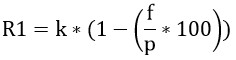 R1 = k * (1 − (f/p * 100))